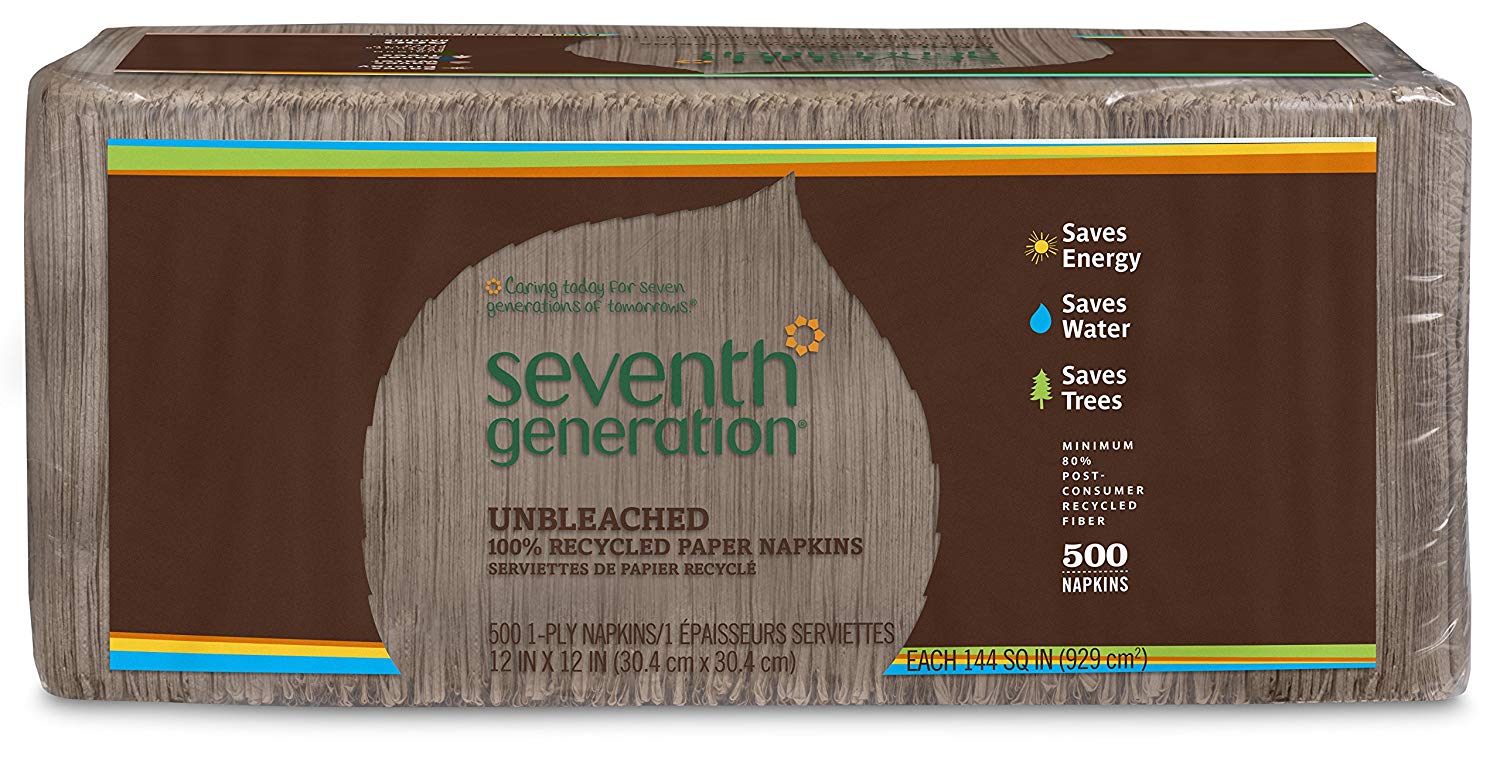 Caring today for seven
generations of tomorrows.®
seventh
generation®
UNBLEACHED
100% RECYCLED PAPER NAPKINS
SERVIETTES DE PAPIER RECYCLÉ
500 1-PLY NAPKINS/1 ÉPAISSEURS SERVIETTES
12 IN X 12 IN (30.4 cm x 30.4 cm)
EACH 144 SQ IN (929 cm²)
Saves
Energy
Saves
Water
Saves
Trees
MINIMUM
80%
POST-
CONSUMER
RECYCLED
FIBER
500
NAPKINS